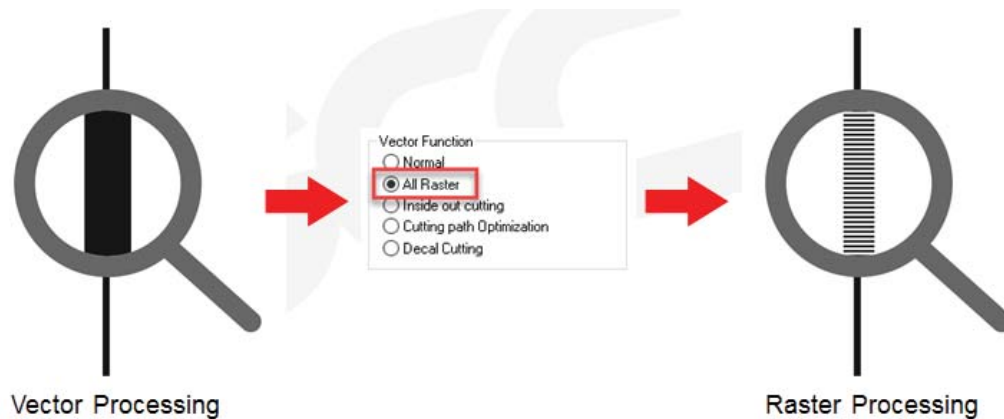 Vector Function
Normal
All Raster
Inside out cutting
Cutting path Optimization
Decal Cutting
Vector Processing
Raster Processing